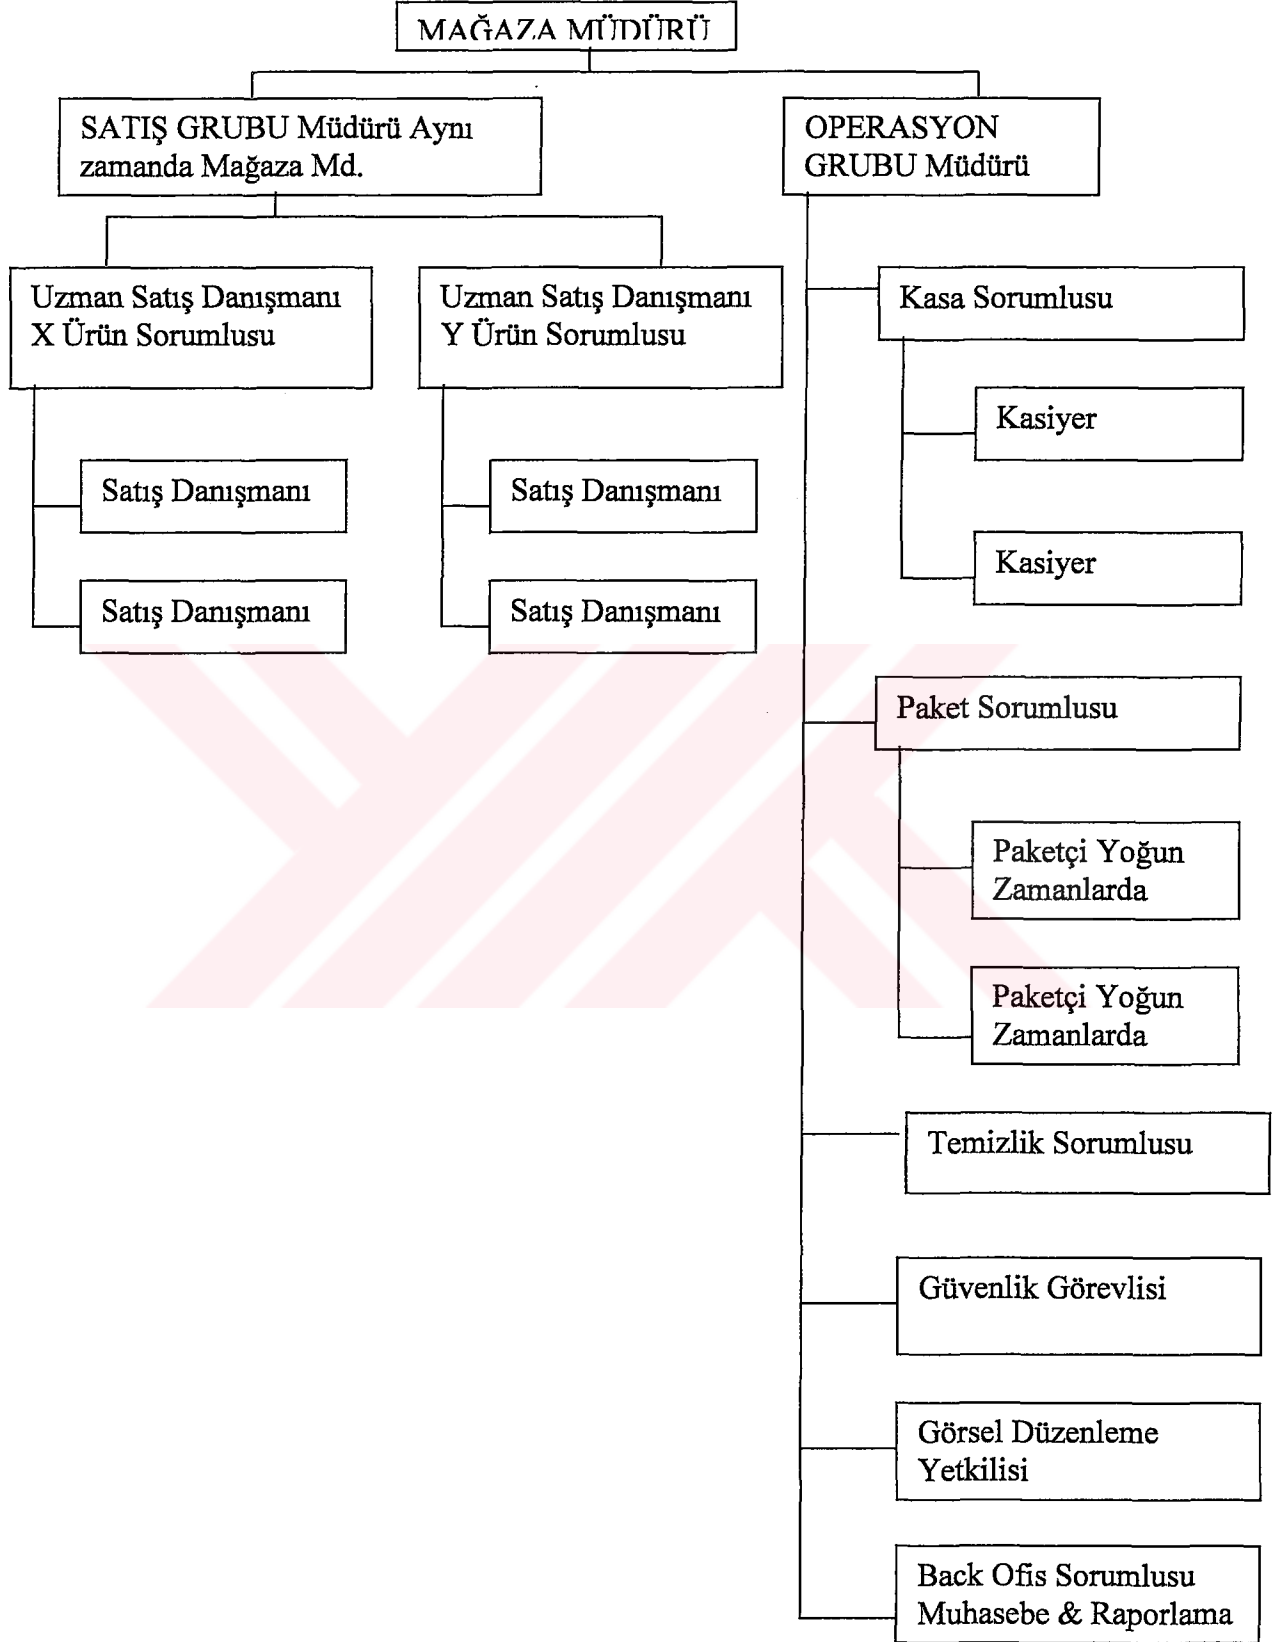 MAĞAZA MÜDÜRÜ
SATIŞ GRUBU Müdürü Aynı
zamanda Mağaza Md.
OPERASYON
GRUBU Müdürü
Uzman Satış Danışmanı
X Ürün Sorumlusu
Uzman Satış Danışmanı
Y Ürün Sorumlusu
Satış Danışmanı
Satış Danışmanı
Satış Danışmanı
Satış Danışmanı
Kasa Sorumlusu
Kasiyer
Kasiyer
Paket Sorumlusu
Paketçi Yoğun
Zamanlarda
Paketçi Yoğun
Zamanlarda
Temizlik Sorumlusu
Güvenlik Görevlisi
Görsel Düzenleme
Yetkilisi
Back Ofis Sorumlusu
Muhasebe & Raporlama